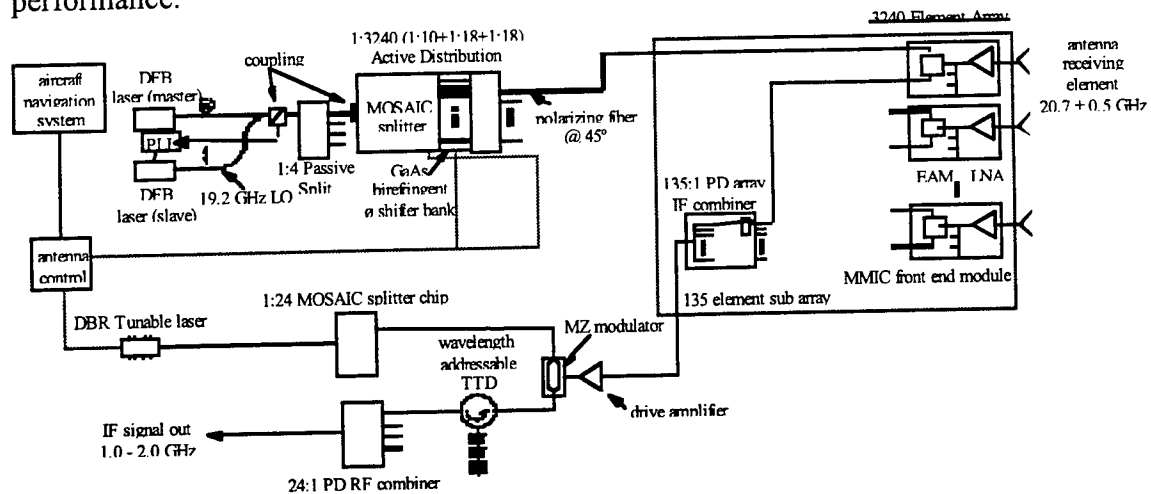 performance.
3240 Element Array
1:3240 (1:10+1:18+1:18)
Active Distribution
coupling
aircraft
navigation
system
DFB
laser (master)
MOSAIC
splitter
antenna
receiving
element
20.7 ± 0.5 GHz
polarizing fiber
@ 45°
PLL
1:4 Passive
Split
GaAs
birefringent
ø shifter bank
DFB
laser (slave)
19.2 GHz LO
135:1 PD array
IF combiner
EAM LNA
antenna
control
MMIC front end module
1:24 MOSAIC splitter chip
135 element sub array
DBR Tunable laser
MZ modulator
wavelength
addressable
TTD
drive amplifier
IF signal out
1.0 - 2.0 GHz
24:1 PD RF combiner